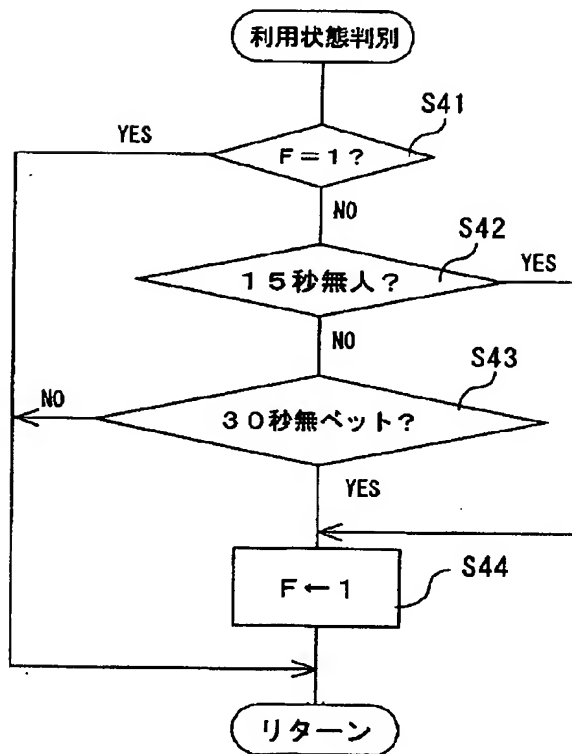 利用状態判別
S41
YES
F=1?
NO
S42
YES
15秒無人?
NO
S43
NO
30秒無ベット?
YES
S44
F←1
リターン